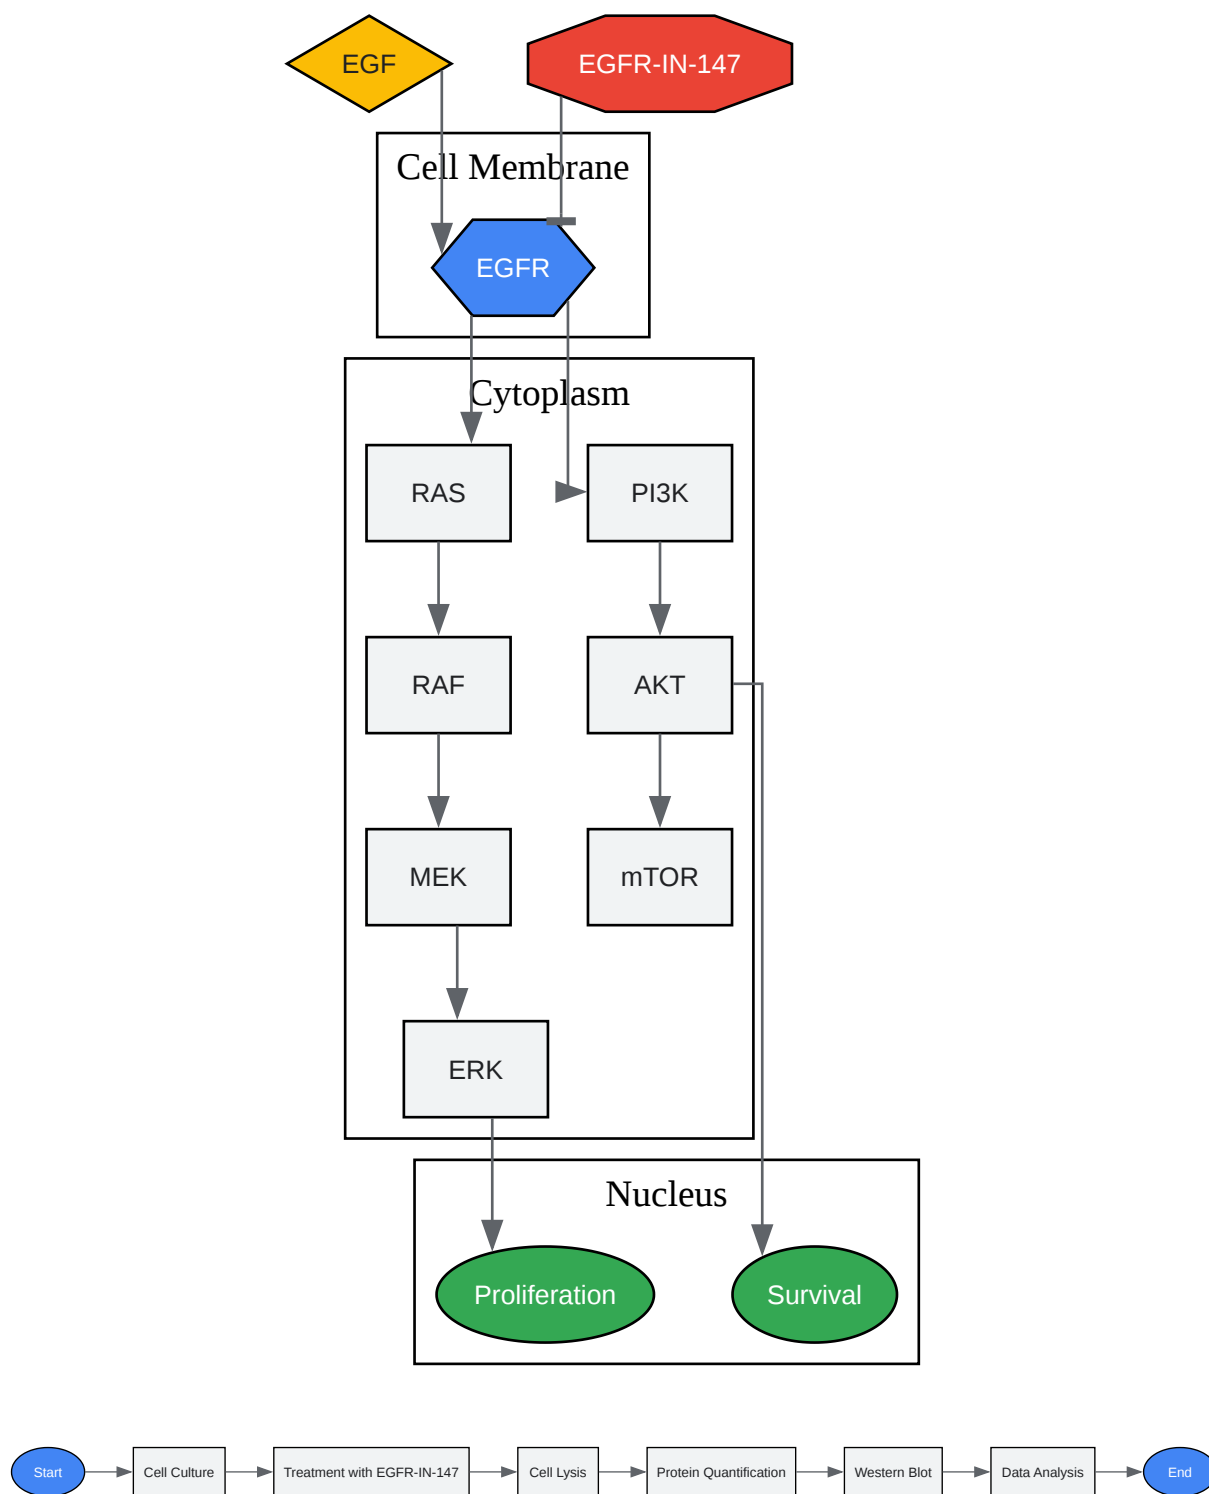 EGF
EGFR-IN-147
Cell Membrane
EGFR
Cytoplasm
RAS
PI3K
RAF
AKT
MEK
mTOR
ERK
Nucleus
Proliferation
Survival
Start
Cell Culture
Treatment with EGFR-IN-147
Cell Lysis
Protein Quantification
Western Blot
Data Analysis
End